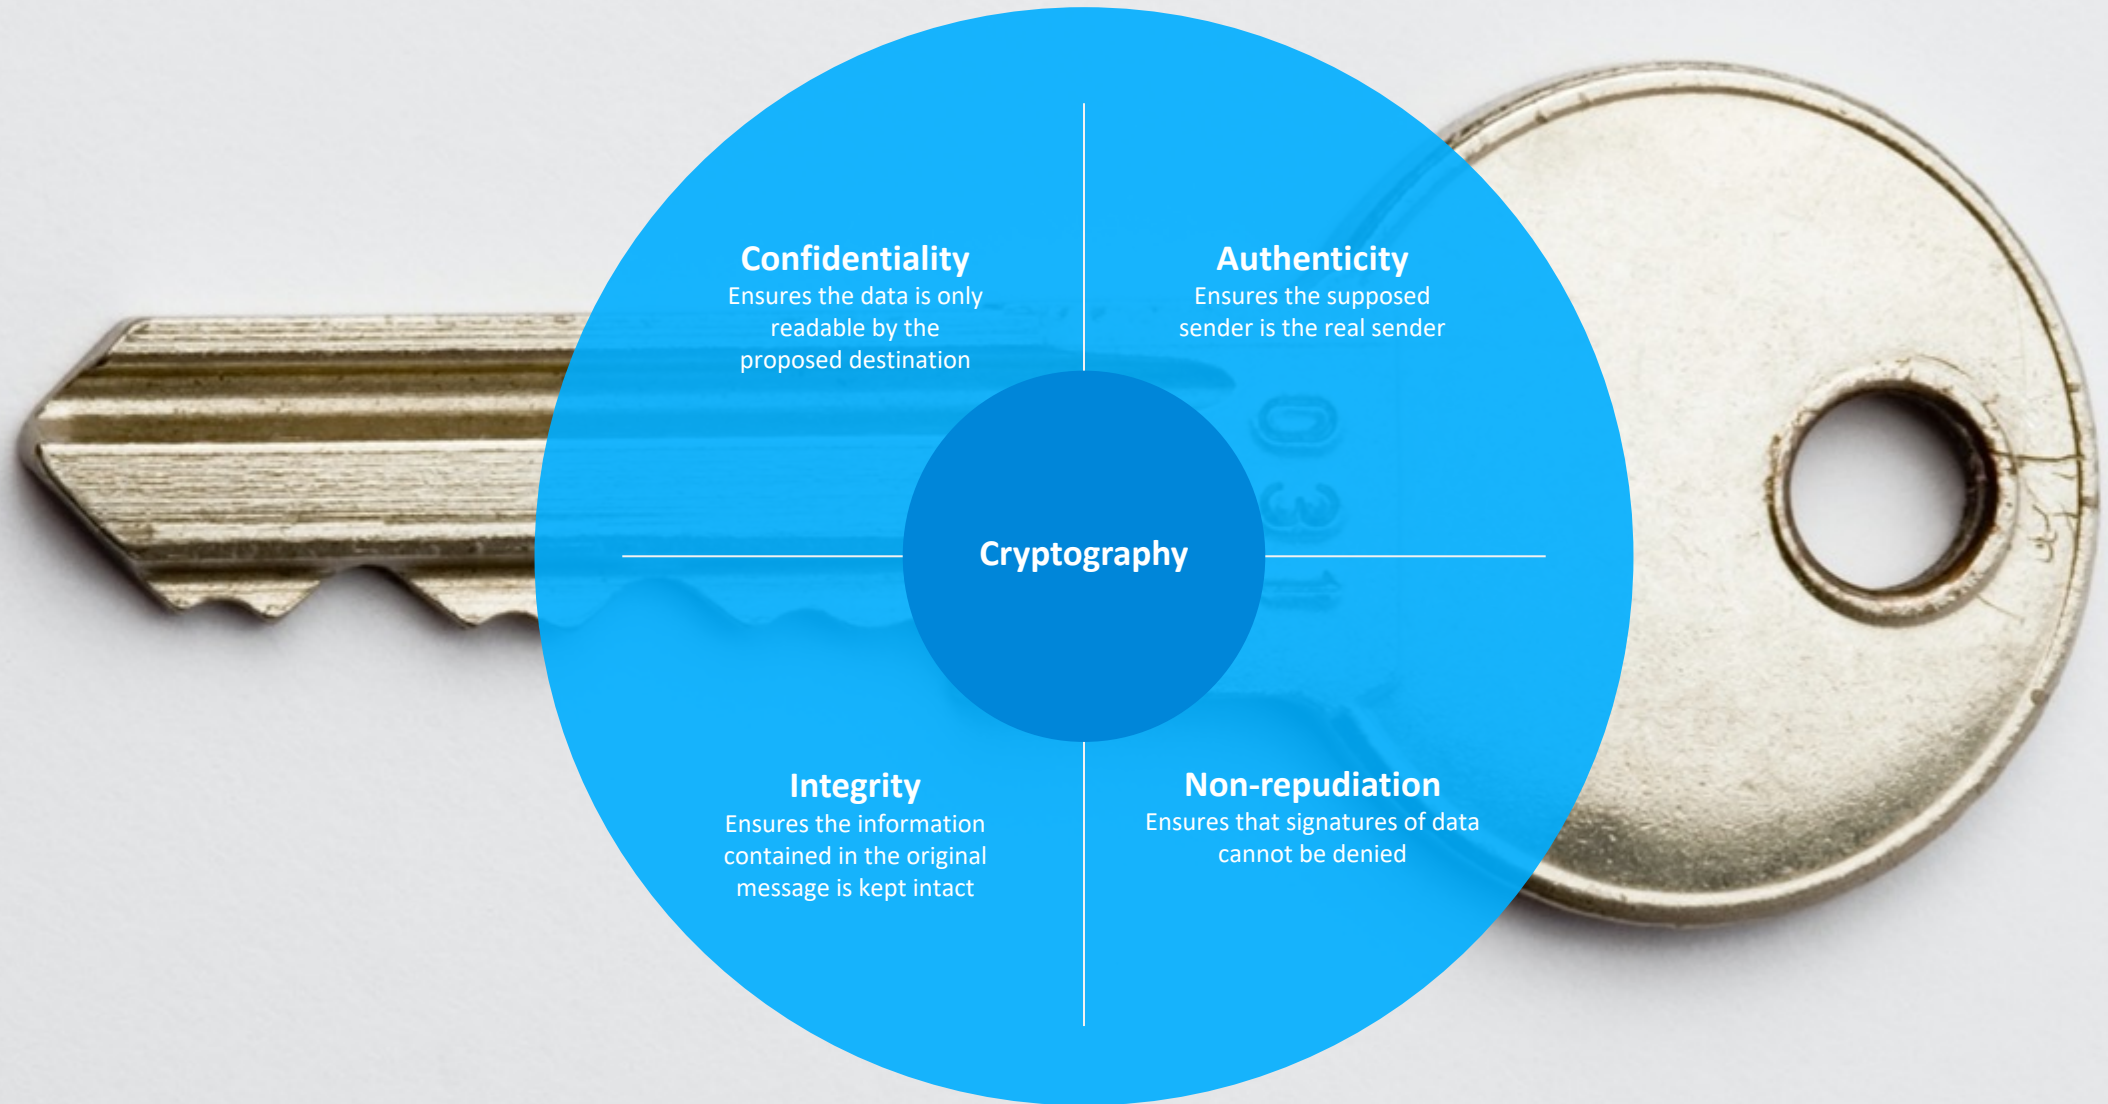 Confidentiality
Ensures the data is only
readable by the
proposed destination
Authenticity
Ensures the supposed
sender is the real sender
Cryptography
Integrity
Ensures the information
contained in the original
message is kept intact
Non-repudiation
Ensures that signatures of data
cannot be denied
031